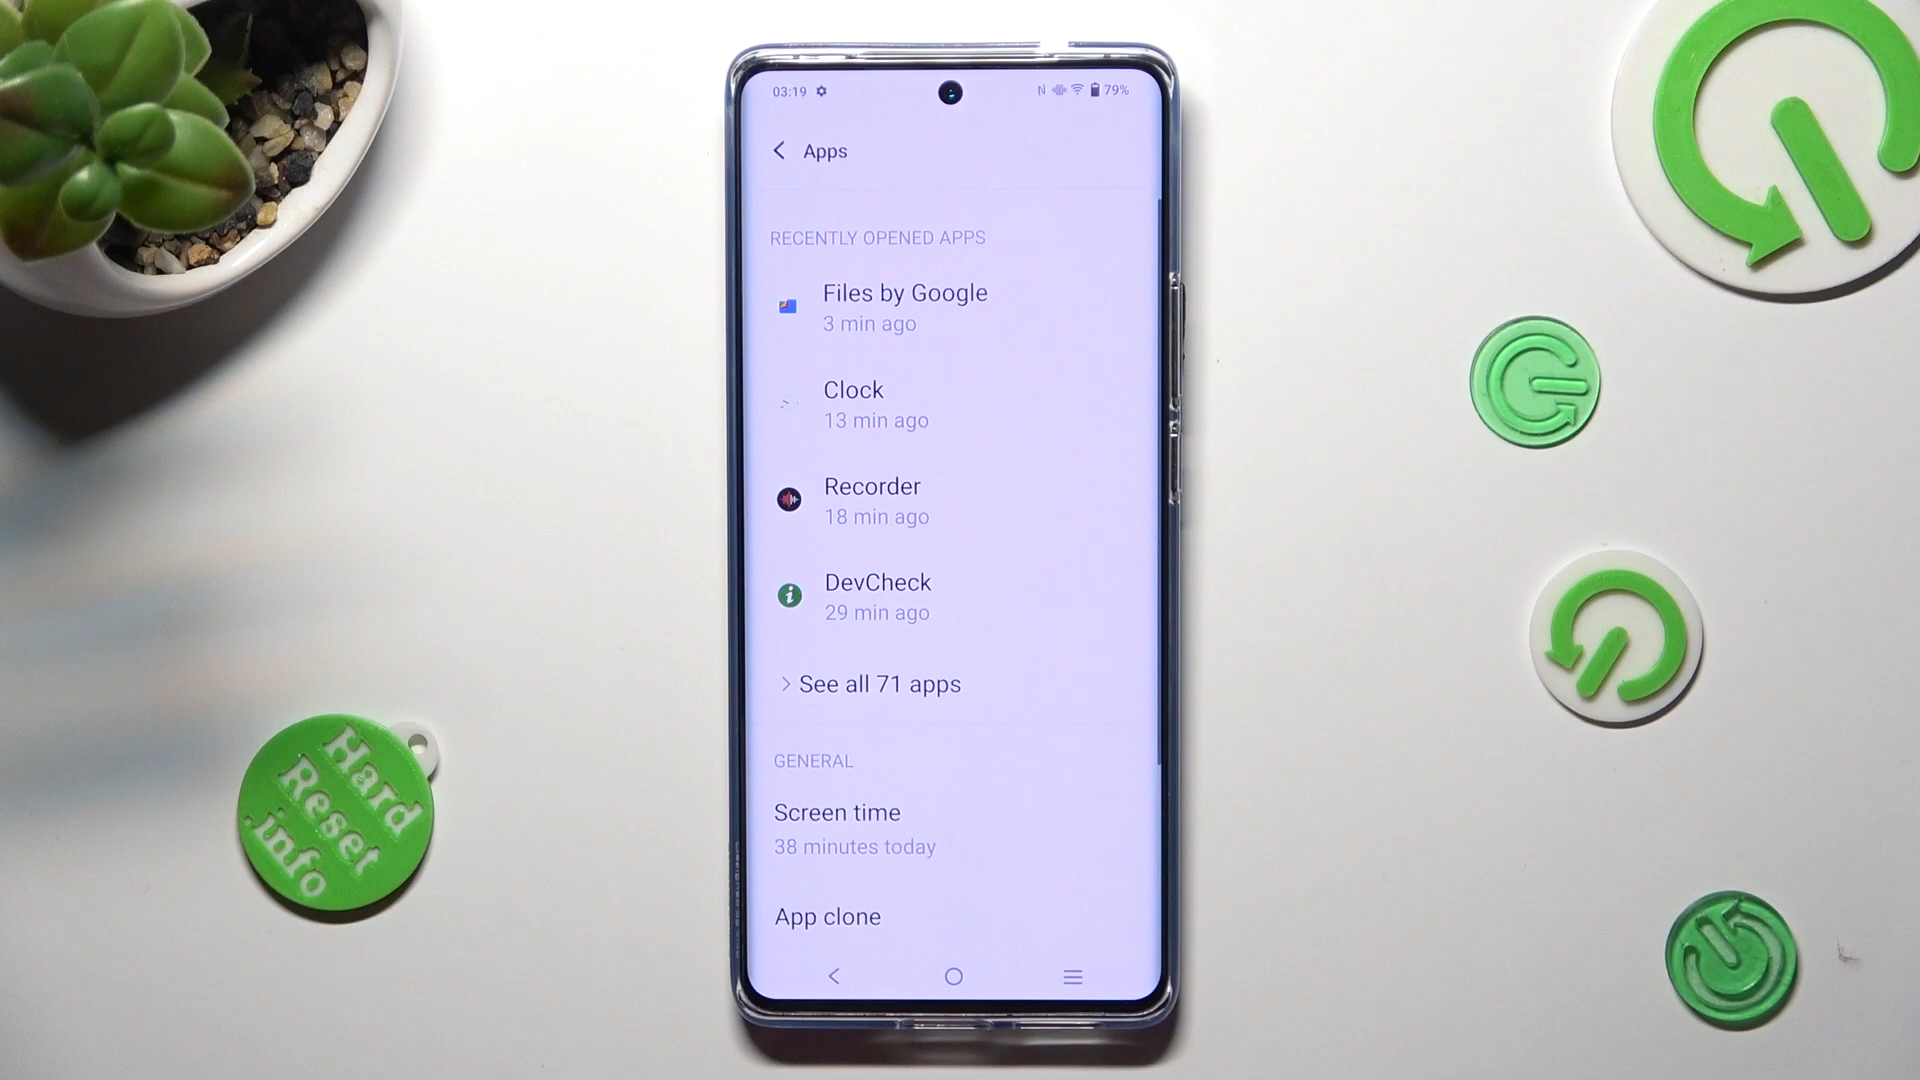 03:19
79%
Apps
RECENTLY OPENED APPS
Files by Google
3 min ago
Clock
13 min ago
Recorder
18 min ago
DevCheck
29 min ago
See all 71 apps
GENERAL
Screen time
38 minutes today
App clone
Hard
Reset
.info